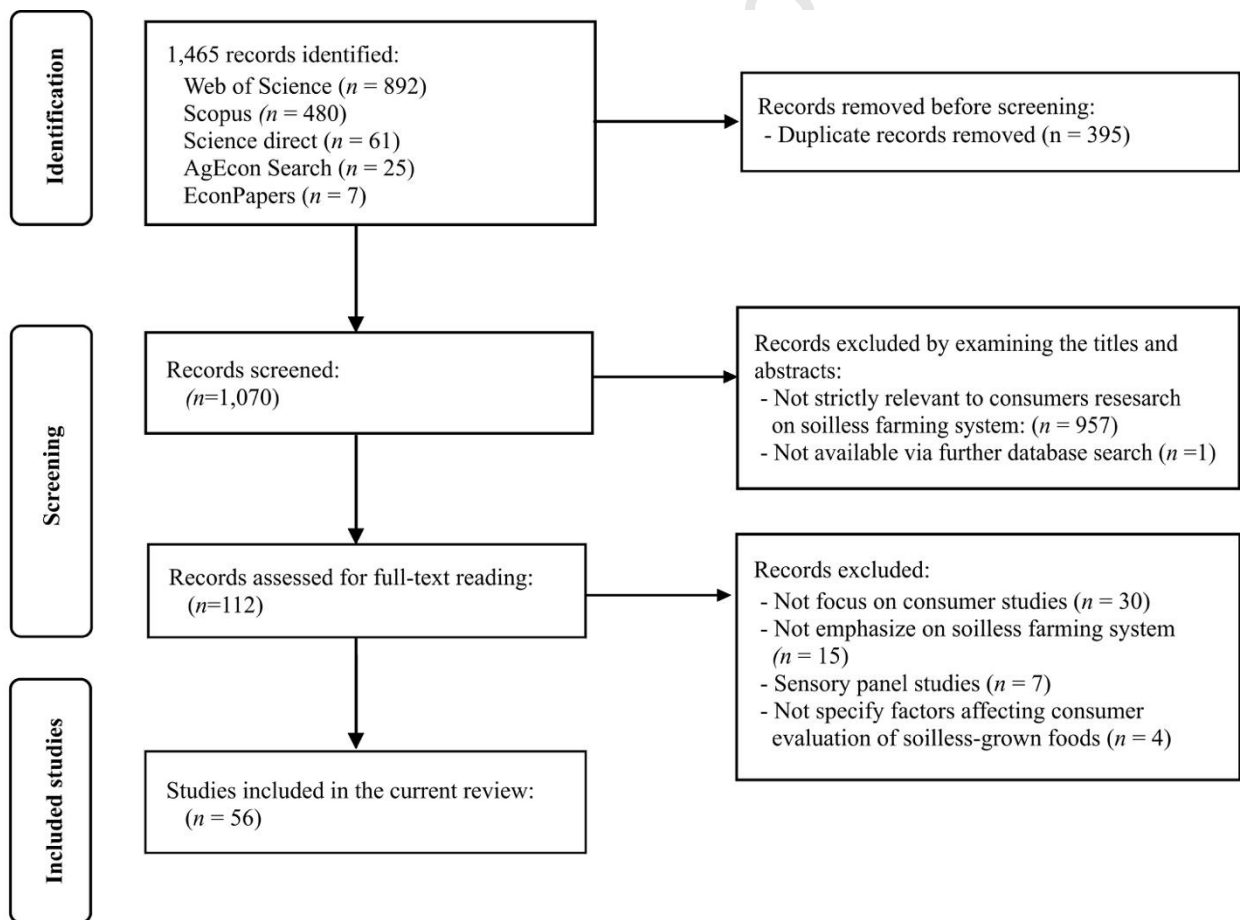 Identification
1,465 records identified:
Web of Science (n = 892)
Scopus (n = 480)
Science direct (n = 61)
AgEcon Search (n = 25)
EconPapers (n = 7)
Records removed before screening:
- Duplicate records removed (n = 395)
Screening
Records screened:
(n=1,070)
Records excluded by examining the titles and
abstracts:
- Not strictly relevant to consumers resesarch
on soilless farming system: (n = 957)
- Not available via further database search (n =1)
Records assessed for full-text reading:
(n=112)
Records excluded:
- Not focus on consumer studies (n = 30)
- Not emphasize on soilless farming system
(n = 15)
- Sensory panel studies (n = 7)
- Not specify factors affecting consumer
evaluation of soilless-grown foods (n = 4)
Included studies
Studies included in the current review:
(n = 56)